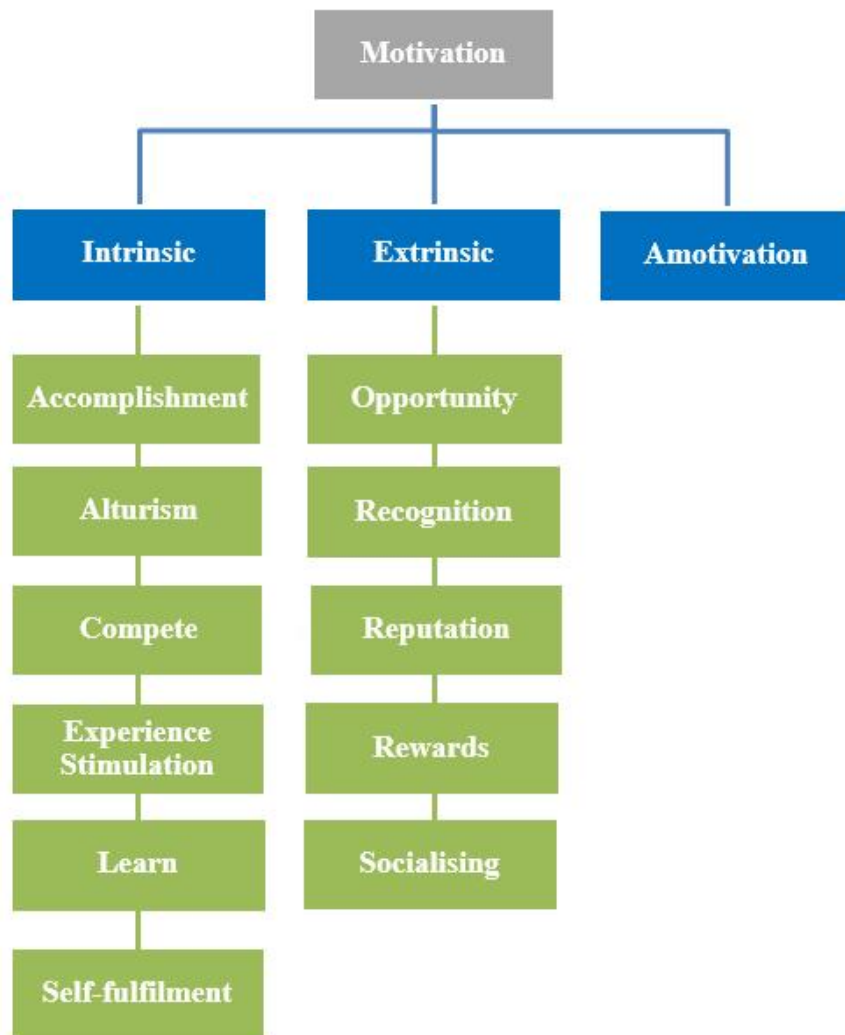 Motivation
Intrinsic
Extrinsic
Amotivation
Accomplishment
Opportunity
Alturism
Recognition
Compete
Reputation
Experience
Stimulation
Rewards
Learn
Socialising
Self-fulfilment